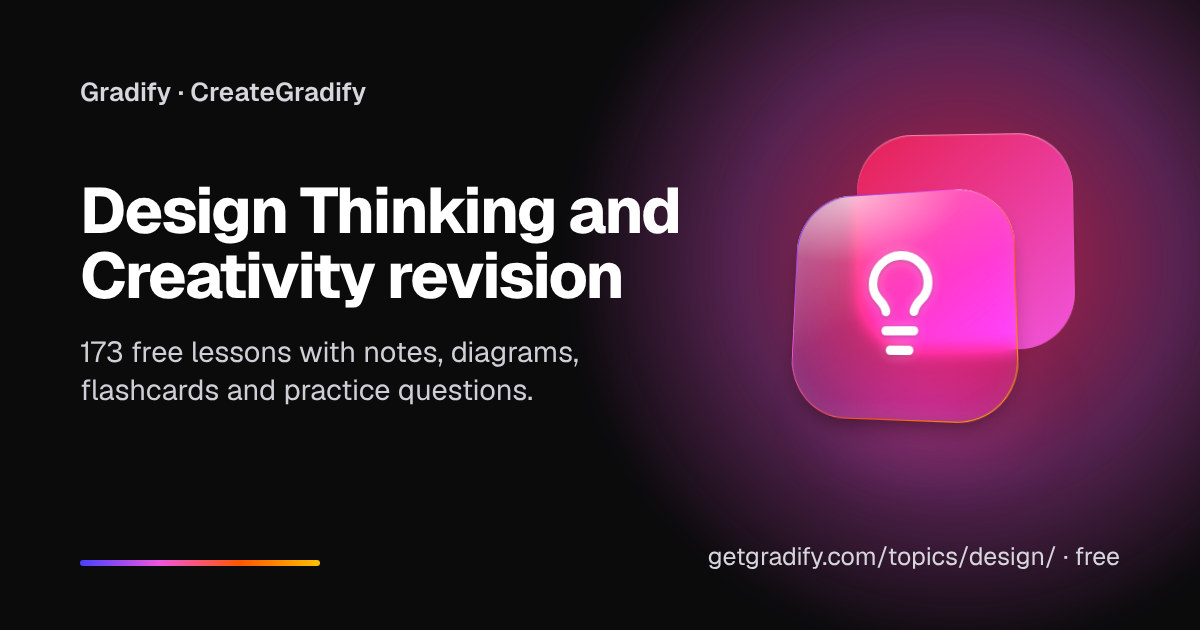 Gradify · CreateGradify
Design Thinking and
Creativity revision
173 free lessons with notes, diagrams,
flashcards and practice questions.
getgradify.com/topics/design/ · free